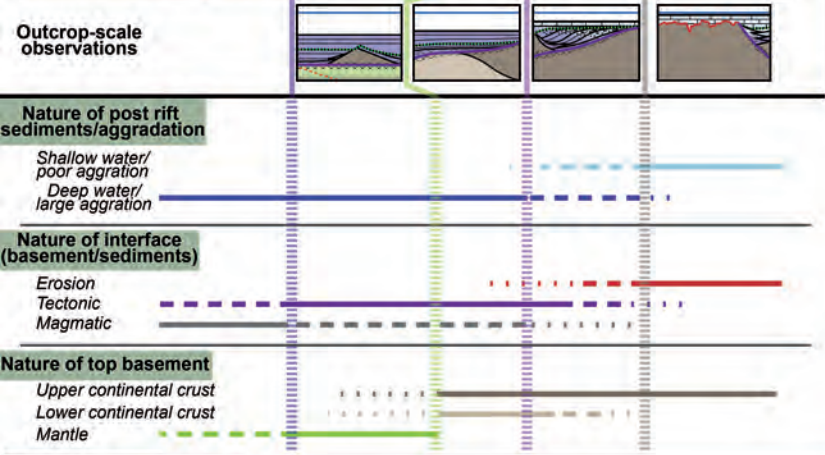 Outcrop-scale
observations
Nature of post rift
sediments/aggradation
Shallow water/
poor aggration
Deep water/
large aggration
Nature of interface
(basement/sediments)
Erosion
Tectonic
Magmatic
Nature of top basement
Upper continental crust
Lower continental crust
Mantle